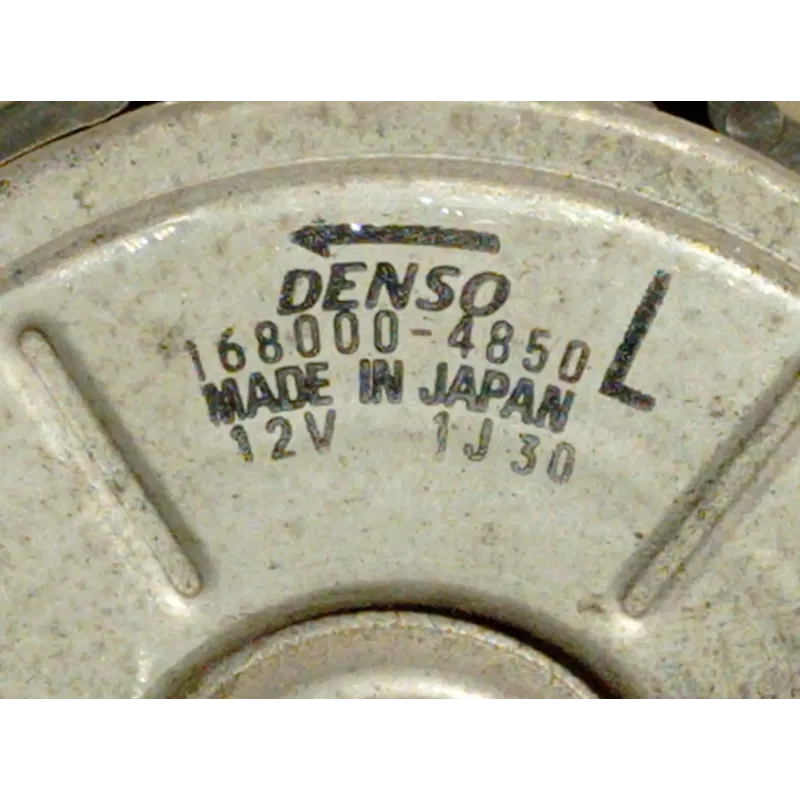 DENSO
168000-4850 L
MADE IN JAPAN
12V 1J30